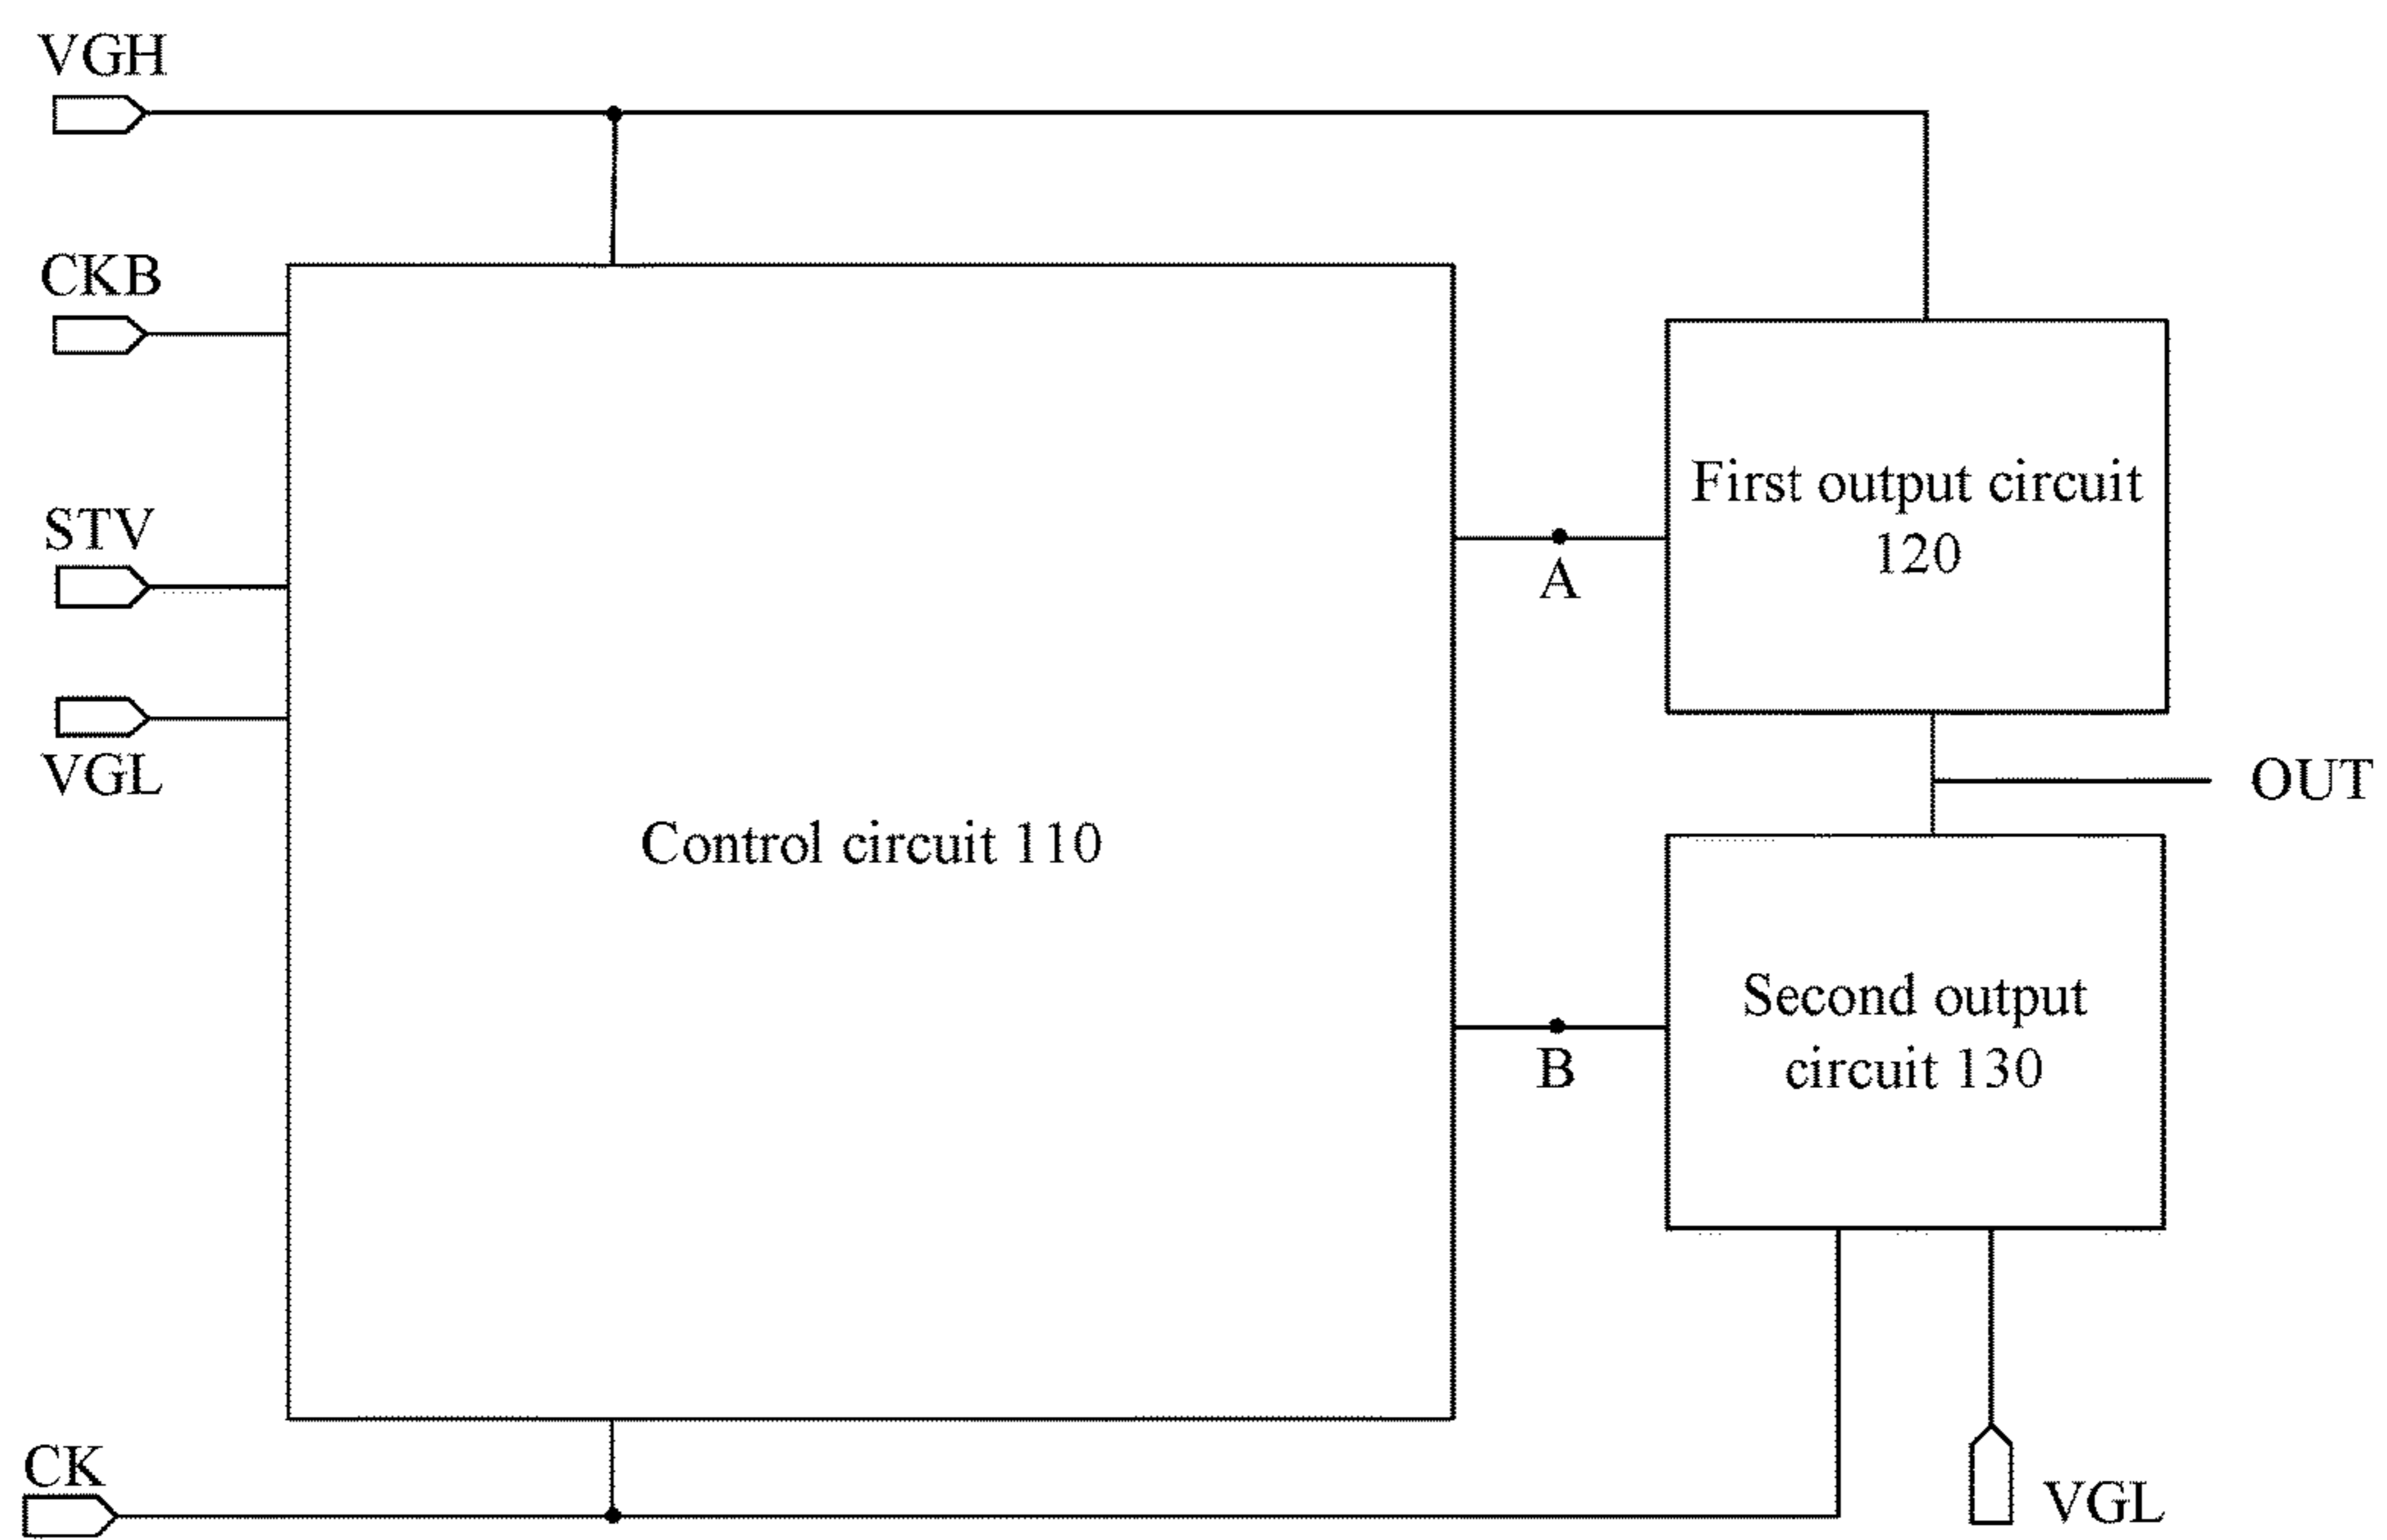 VGH
CKB
STV
VGL
Control circuit 110
First output circuit
120
A
OUT
Second output
circuit 130
B
CK
VGL